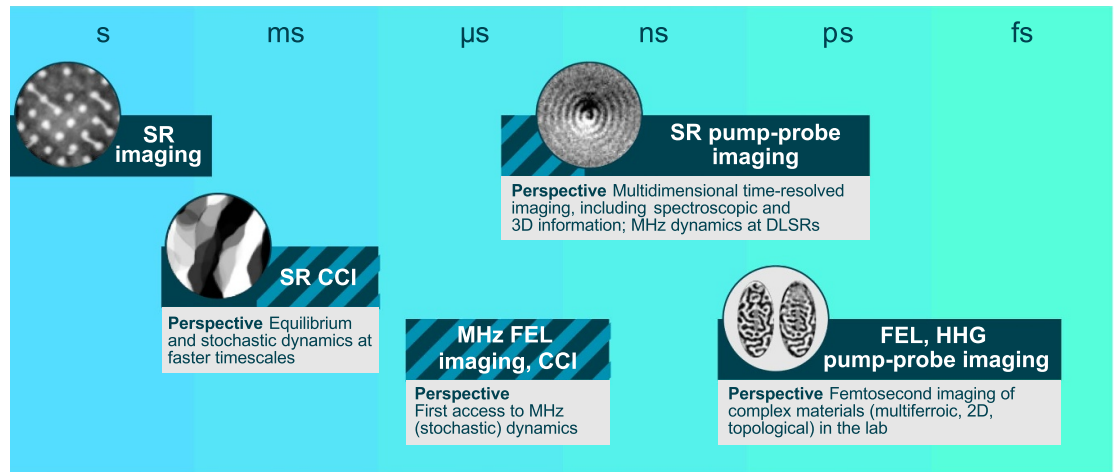 s ms µs ns ps fs
SR
imaging
SR pump-probe
imaging
Perspective Multidimensional time-resolved
imaging, including spectroscopic and
3D information; MHz dynamics at DLSRs
SR CCI
Perspective Equilibrium
and stochastic dynamics at
faster timescales
MHz FEL
imaging, CCI
Perspective
First access to MHz
(stochastic) dynamics
FEL, HHG
pump-probe imaging
Perspective Femtosecond imaging of
complex materials (multiferroic, 2D,
topological) in the lab